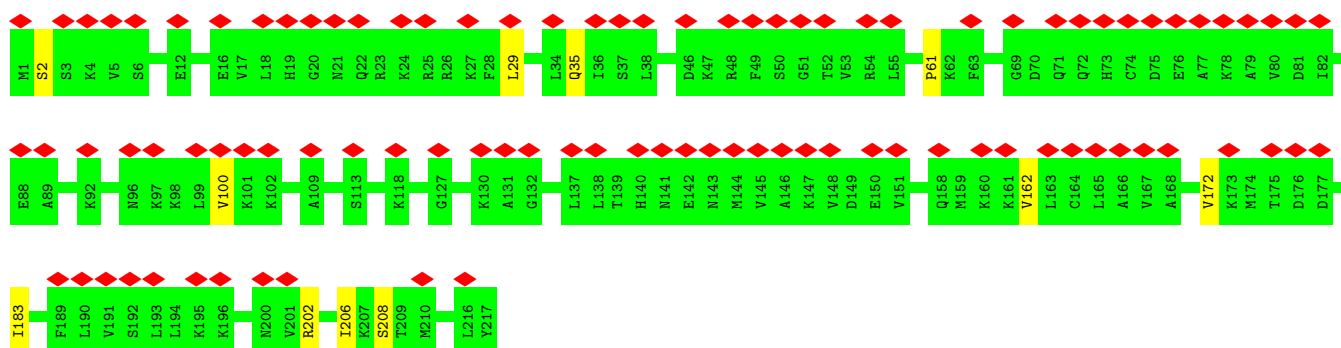 M1 S2 S3 K4 V5 S6 E12 E16 V17 L18 H19 G20 N21 Q22 R23 K24 R25 R26 K27 F28 L29 L34 Q35 I36 S37 L38 D46 K47 R48 F49 S50 G51 T52 V53 R54 L55 P61 K62 F63 G69 D70 Q71 Q72 H73 C74 D75 E76 A77 K78 A79 V80 D81 I82
E88 A89 K92 N96 K97 K98 L99 V100 K101 K102 A109 S113 K118 G127 K130 A131 G132 L137 L138 T139 H140 N141 E142 N143 M144 V145 A146 K147 V148 D149 E150 V151 Q158 M159 K160 K161 V162 L163 C164 L165 A166 V167 A168 V172 K173 M174 T175 D176 D177
I183 F189 L190 V191 S192 L193 L194 K195 K196 N200 V201 R202 I206 K207 S208 T209 M210 L216 Y217